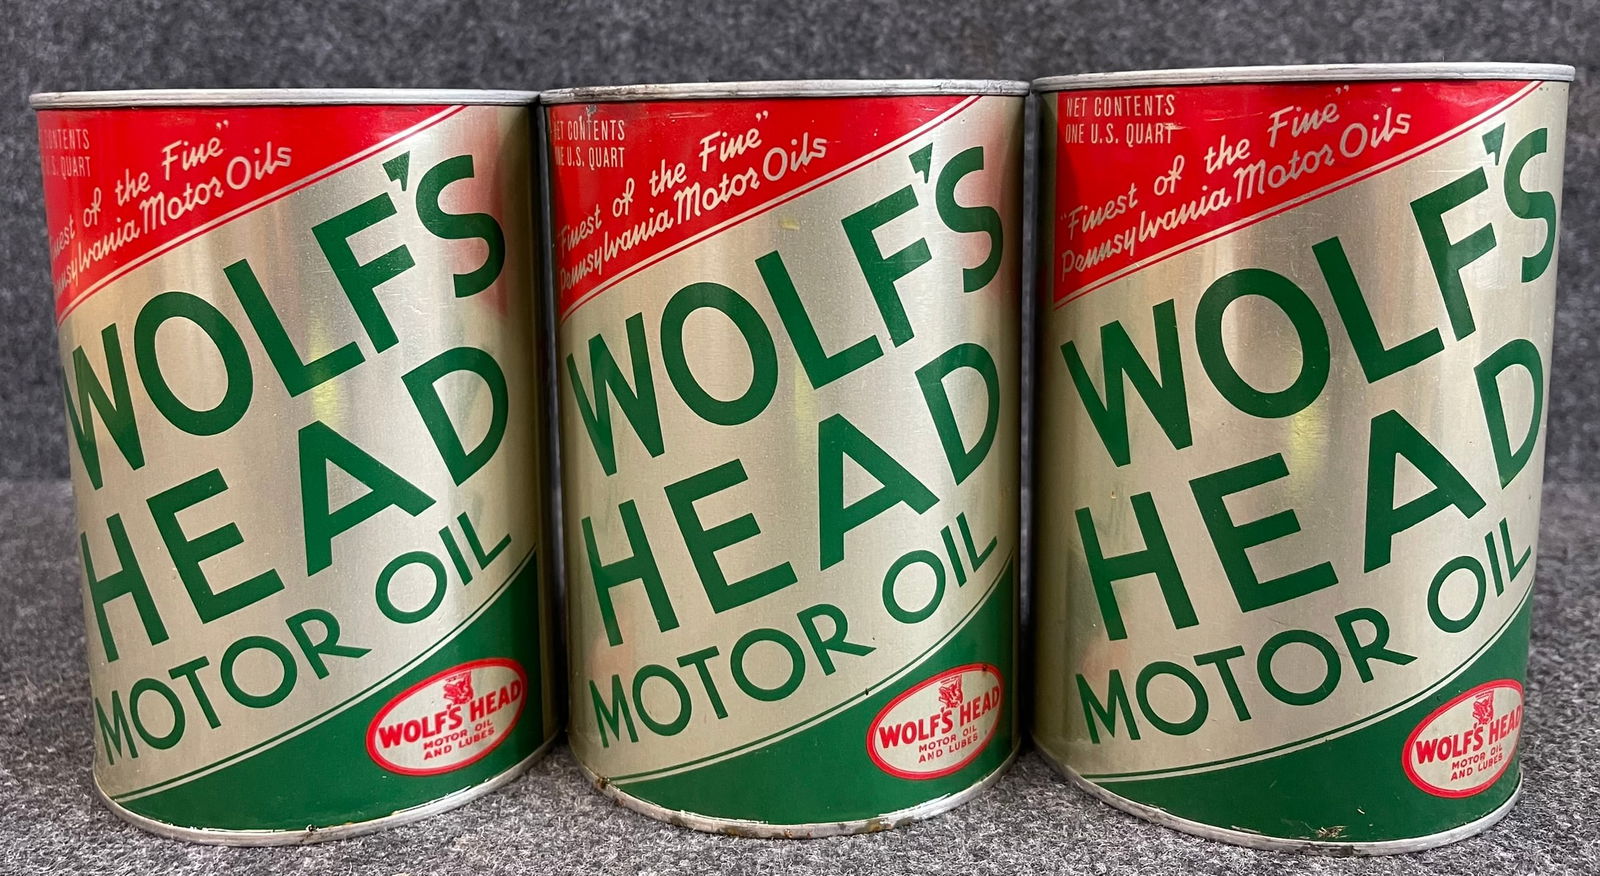 CONTENTS
U.S. QUART
of the Fine"
Motor Oils
WOLF'S
HEAD
MOTOR OIL
WOLF'S HEAD
MOTOR OIL
AND LUBES
NET CONTENTS
ONE U.S. QUART
"Finest of the Fine"
Pennsylvania Motor Oils
WOLF'S
HEAD
MOTOR OIL
WOLF'S HEAD
MOTOR OIL
AND LUBES
NET CONTENTS
ONE U.S. QUART
"Finest of the Fine"
Pennsylvania Motor Oils
WOLF'S
HEAD
MOTOR OIL
WOLF'S HEAD
MOTOR OIL
AND LUBES